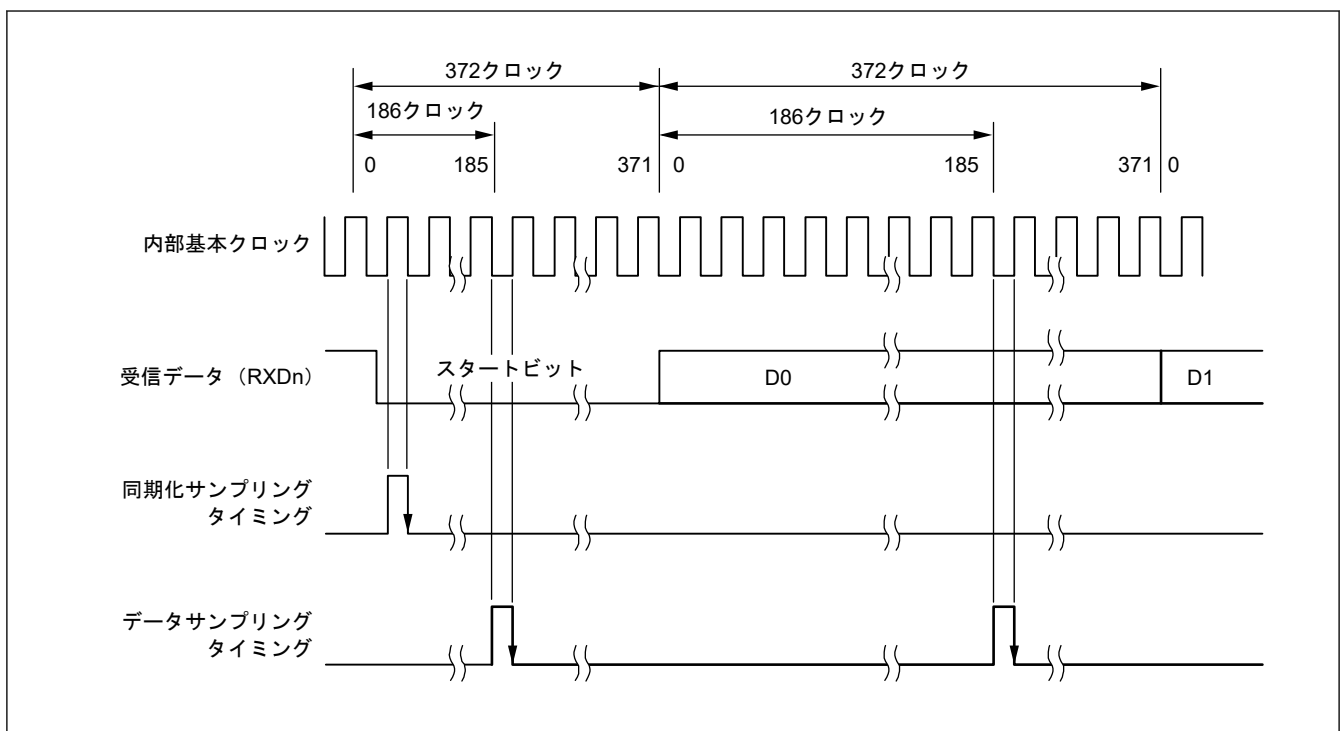 372クロック 372クロック
186クロック 186クロック
0 185 371 0 185 371 0
内部基本クロック
受信データ（RXDn） スタートビット D0 D1
同期化サンプリング
タイミング
データサンプリング
タイミング